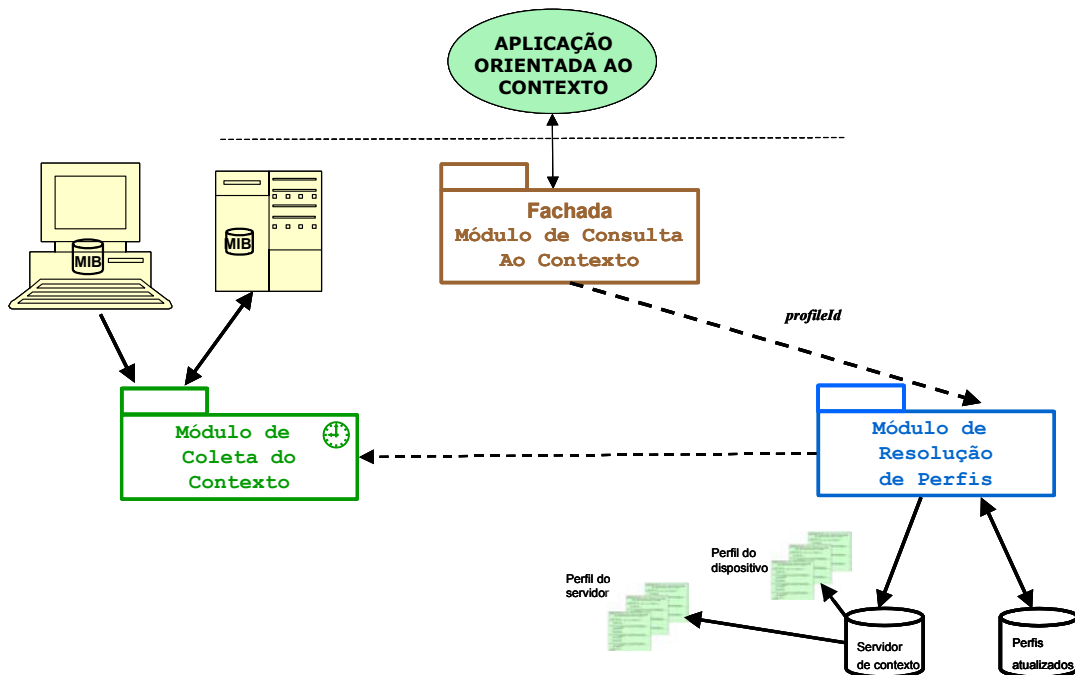 APLICAÇÃO
ORIENTADA AO
CONTEXTO
MIB
MIB
Fachada
Módulo de Consulta
Ao Contexto
profileId
Módulo de
Coleta do
Contexto
Módulo de
Resolução
de Perfis
Perfil do
dispositivo
Perfil do
servidor
Servidor
de contexto
Perfis
atualizados